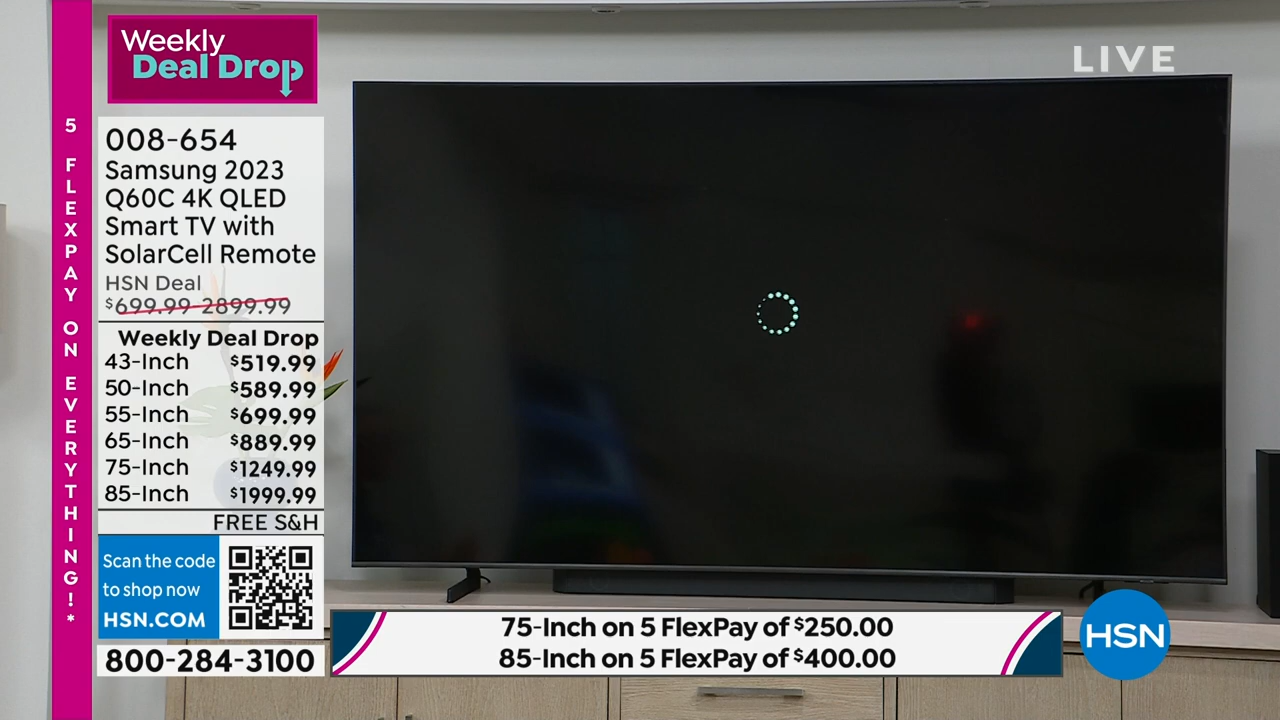 Weekly
Deal Drop
LIVE
5 FLEXPAY ON EVERYTHING!*
008-654
Samsung 2023
Q60C 4K QLED
Smart TV with
SolarCell Remote
HSN Deal
$699.99-2899.99
Weekly Deal Drop
43-Inch $519.99
50-Inch $589.99
55-Inch $699.99
65-Inch $889.99
75-Inch $1249.99
85-Inch $1999.99
FREE S&H
Scan the code
to shop now
HSN.COM
800-284-3100
75-Inch on 5 FlexPay of $250.00
85-Inch on 5 FlexPay of $400.00
HSN